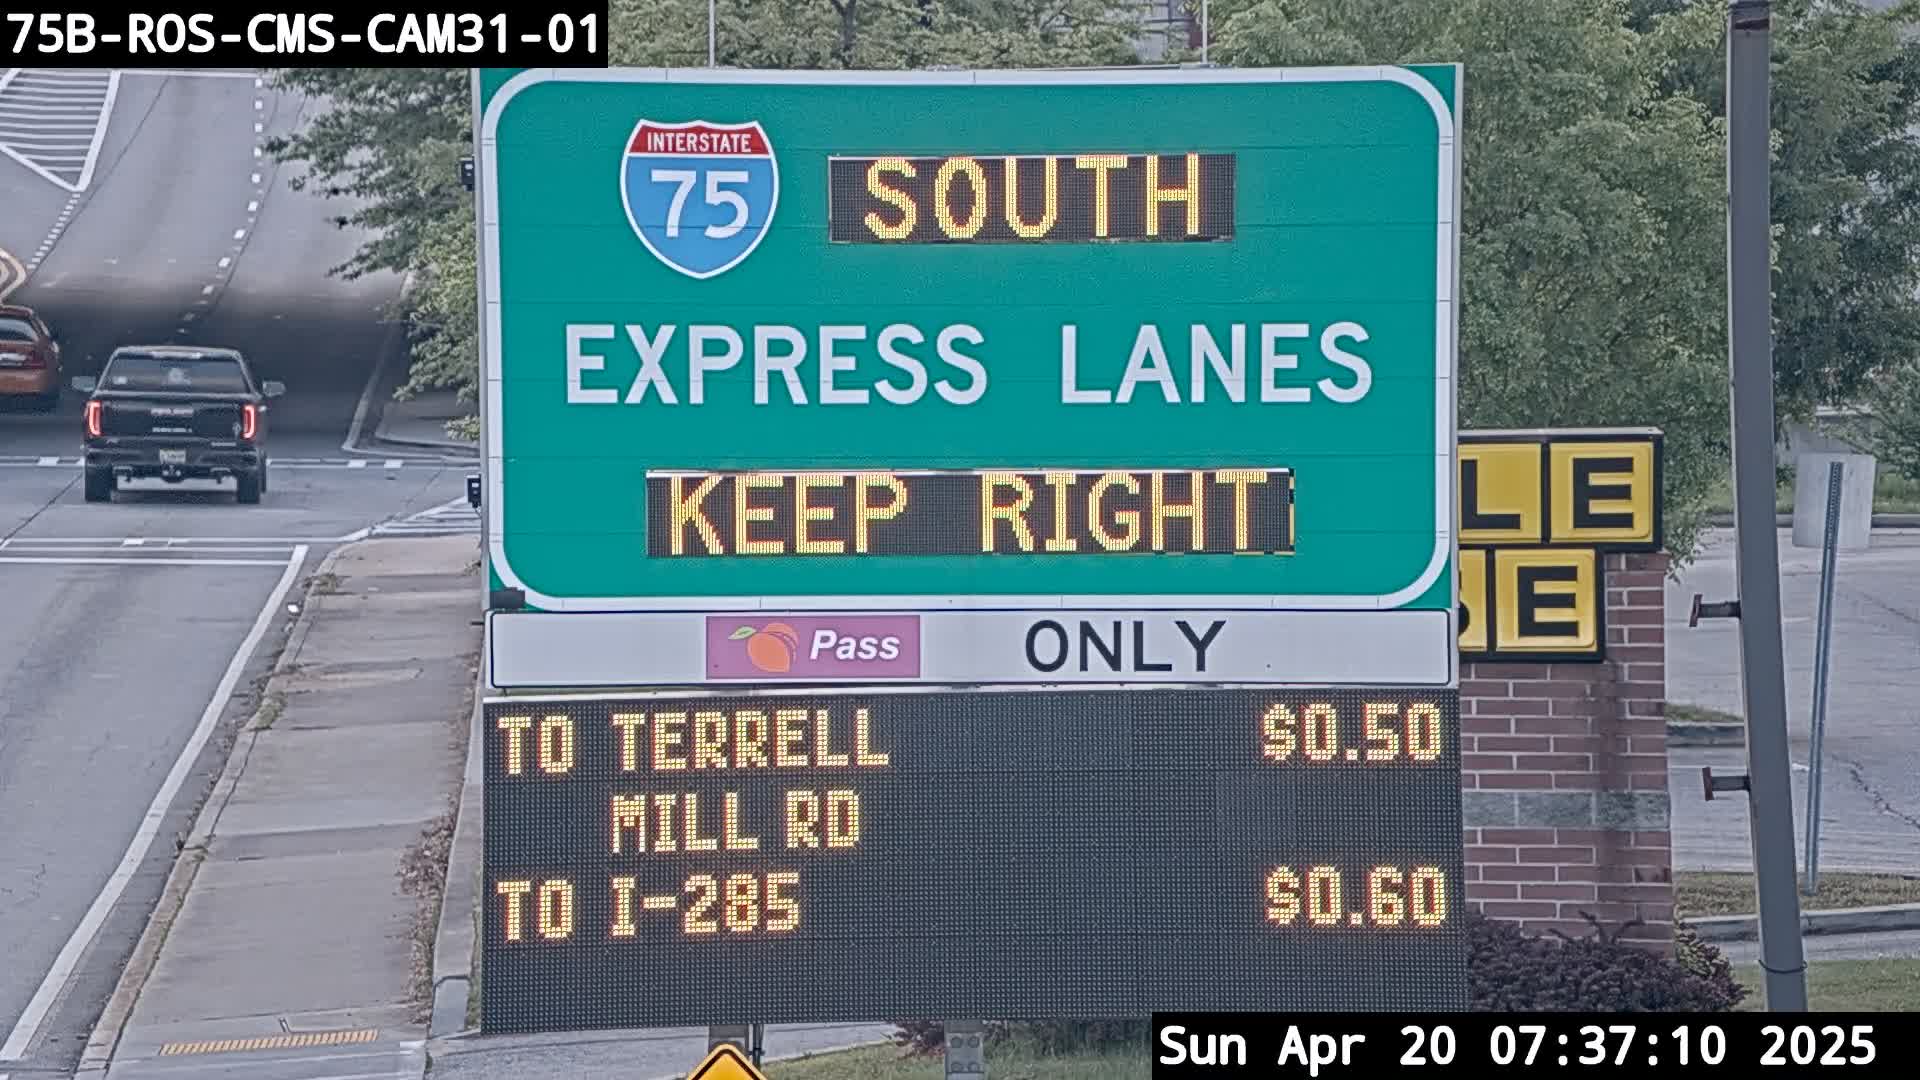 75B-ROS-CMS-CAM31-01
INTERSTATE
75
SOUTH
EXPRESS LANES
KEEP RIGHT
Pass ONLY
TO TERRELL $0.50
MILL RD
TO I-285 $0.60
LE
E
Sun Apr 20 07:37:10 2025